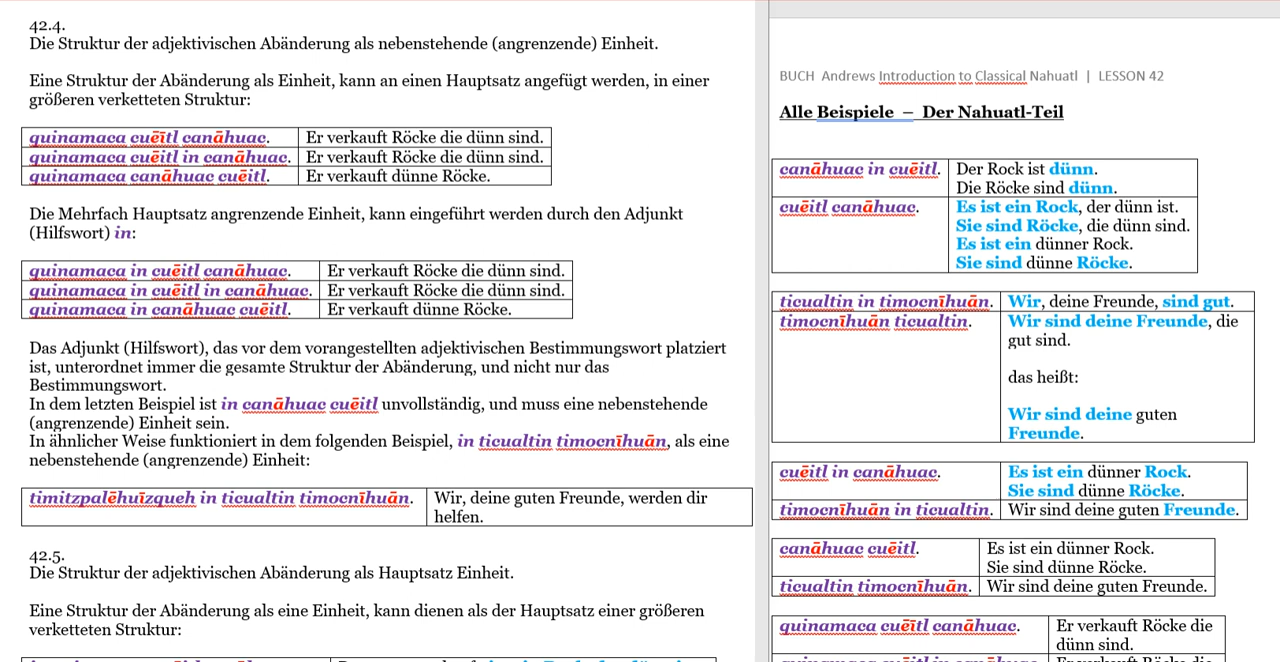 42.4.
Die Struktur der adjektivischen Abänderung als nebenstehende (angrenzende) Einheit.
Eine Struktur der Abänderung als Einheit, kann an einen Hauptsatz angefügt werden, in einer
größeren verketteten Struktur:
quinamaca cuēītl canāhuac. Er verkauft Röcke die dünn sind.
quinamaca cuēitl in canāhuac. Er verkauft Röcke die dünn sind.
quinamaca canāhuac cuēitl. Er verkauft dünne Röcke.
Die Mehrfach Hauptsatz angrenzende Einheit, kann eingeführt werden durch den Adjunkt
(Hilfswort) in:
quinamaca in cuēitl canāhuac. Er verkauft Röcke die dünn sind.
quinamaca in cuēitl in canāhuac. Er verkauft Röcke die dünn sind.
quinamaca in canāhuac cuēitl. Er verkauft dünne Röcke.
Das Adjunkt (Hilfswort), das vor dem vorangestellten adjektivischen Bestimmungswort platziert
ist, unterordnet immer die gesamte Struktur der Abänderung, und nicht nur das
Bestimmungswort.
In dem letzten Beispiel ist in canāhuac cuēitl unvollständig, und muss eine nebenstehende
(angrenzende) Einheit sein.
In ähnlicher Weise funktioniert in dem folgenden Beispiel, in ticualtin timocnīhuān, als eine
nebenstehende (angrenzende) Einheit:
timitzpalēhuīzqueh in ticualtin timocnīhuān. Wir, deine guten Freunde, werden dir
helfen.
42.5.
Die Struktur der adjektivischen Abänderung als Hauptsatz Einheit.
Eine Struktur der Abänderung als eine Einheit, kann dienen als der Hauptsatz einer größeren
verketteten Struktur:
BUCH Andrews Introduction to Classical Nahuatl | LESSON 42
Alle Beispiele – Der Nahuatl-Teil
canāhuac in cuēitl. Der Rock ist dünn.
Die Röcke sind dünn.
cuēitl canāhuac. Es ist ein Rock, der dünn ist.
Sie sind Röcke, die dünn sind.
Es ist ein dünner Rock.
Sie sind dünne Röcke.
ticualtin in timocnīhuān. Wir, deine Freunde, sind gut.
timocnīhuān ticualtin. Wir sind deine Freunde, die
gut sind.
das heißt:
Wir sind deine guten
Freunde.
cuēitl in canāhuac. Es ist ein dünner Rock.
Sie sind dünne Röcke.
timocnīhuān in ticualtin. Wir sind deine guten Freunde.
canāhuac cuēitl. Es ist ein dünner Rock.
Sie sind dünne Röcke.
ticualtin timocnīhuān. Wir sind deine guten Freunde.
quinamaca cuēītl canāhuac. Er verkauft Röcke die
dünn sind.